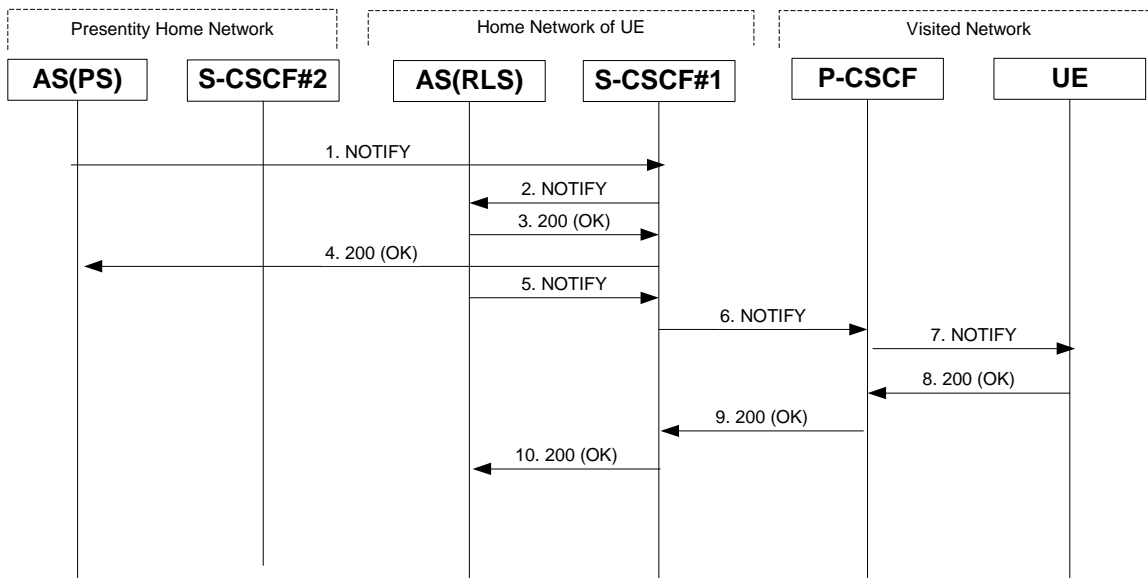 Presentity Home Network
Home Network of UE
Visited Network
AS(PS)
S-CSCF#2
AS(RLS)
S-CSCF#1
P-CSCF
UE
1. NOTIFY
2. NOTIFY
3. 200 (OK)
4. 200 (OK)
5. NOTIFY
6. NOTIFY
7. NOTIFY
8. 200 (OK)
9. 200 (OK)
10. 200 (OK)